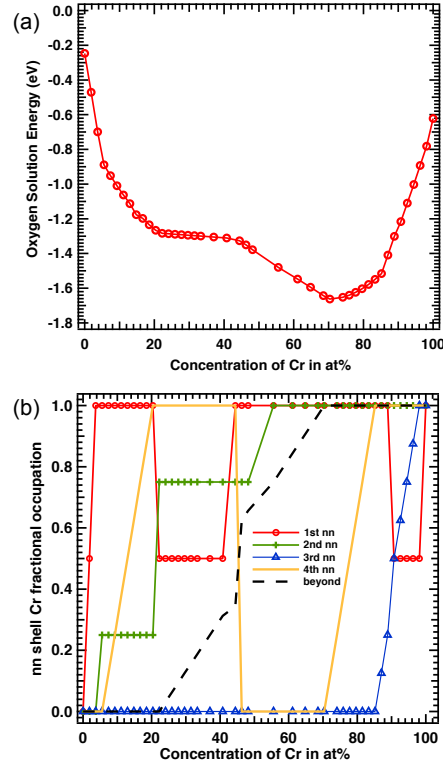 (a)
0.0
-0.2
-0.4
-0.6
-0.8
-1.0
-1.2
-1.4
-1.6
-1.8
Oxygen Solution Energy (eV)
0 20 40 60 80 100
Concentration of Cr in at%
(b)
1.0
0.8
0.6
0.4
0.2
0.0
nn shell Cr fractional occupation
1st nn
2nd nn
3rd nn
4th nn
beyond
0 20 40 60 80 100
Concentration of Cr in at%